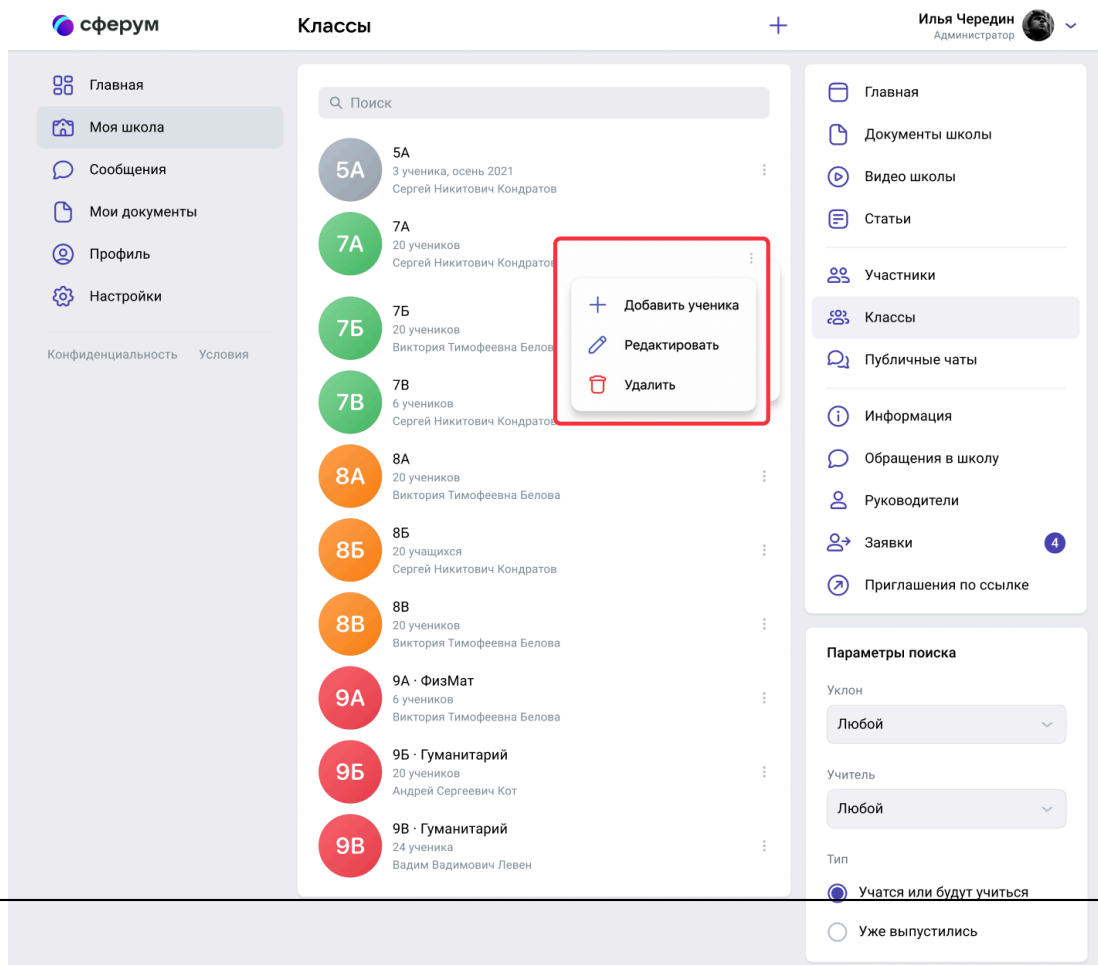 сферум
Классы
Илья Чередин
Администратор
Главная
Моя школа
Сообщения
Мои документы
Профиль
Настройки
Конфиденциальность Условия
Поиск
5А
5А
3 ученика, осень 2021
Сергей Никитович Кондратов
7А
7А
20 учеников
Сергей Никитович Кондратов
7Б
7Б
20 учеников
Виктория Тимофеевна Белов
7В
7В
6 учеников
Сергей Никитович Кондратов
Добавить ученика
Редактировать
Удалить
8А
8А
20 учеников
Виктория Тимофеевна Белова
8Б
8Б
20 учащихся
Сергей Никитович Кондратов
8В
8В
20 учеников
Виктория Тимофеевна Белова
9А
9А · ФизМат
6 учеников
Виктория Тимофеевна Белова
9Б
9Б · Гуманитарий
20 учеников
Андрей Сергеевич Кот
9В
9В · Гуманитарий
24 ученика
Вадим Вадимович Левен
Главная
Документы школы
Видео школы
Статьи
Участники
Классы
Публичные чаты
Информация
Обращения в школу
Руководители
Заявки 4
Приглашения по ссылке
Параметры поиска
Уклон
Любой
Учитель
Любой
Тип
Учатся или будут учиться
Уже выпустились